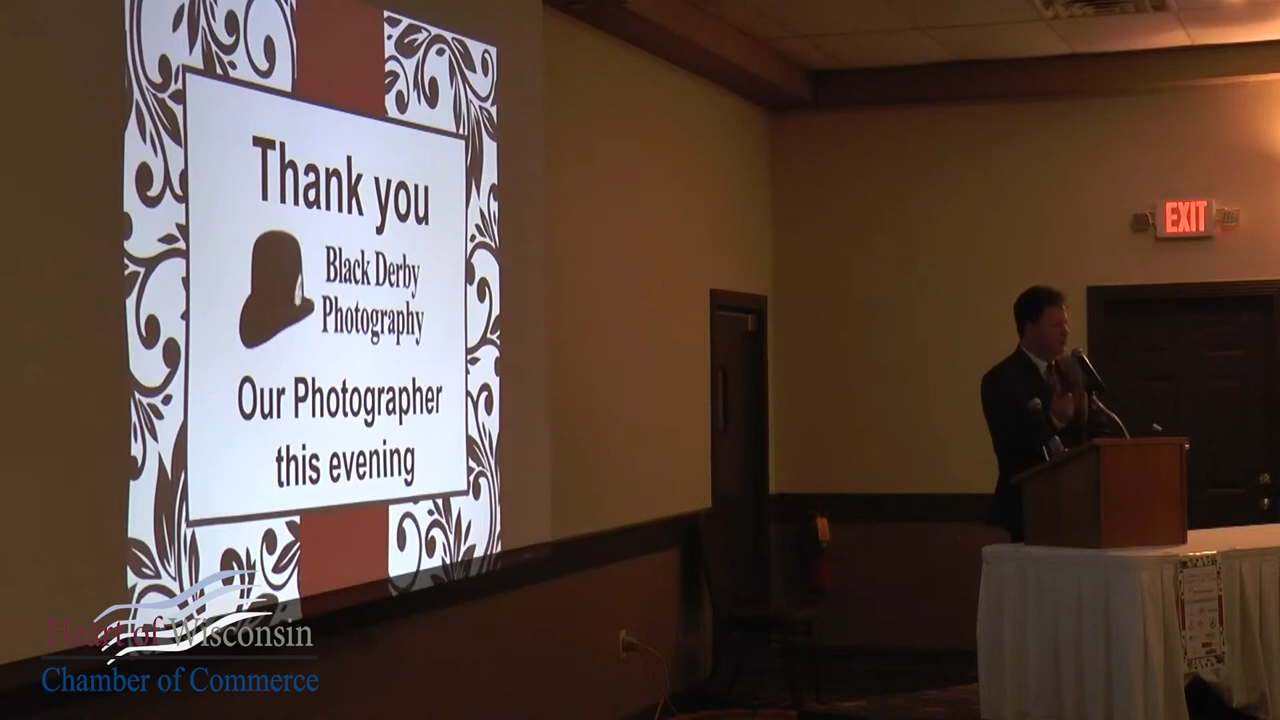 Thank you
Black Derby
Photography
Our Photographer
this evening
EXIT
Heart of Wisconsin
Chamber of Commerce